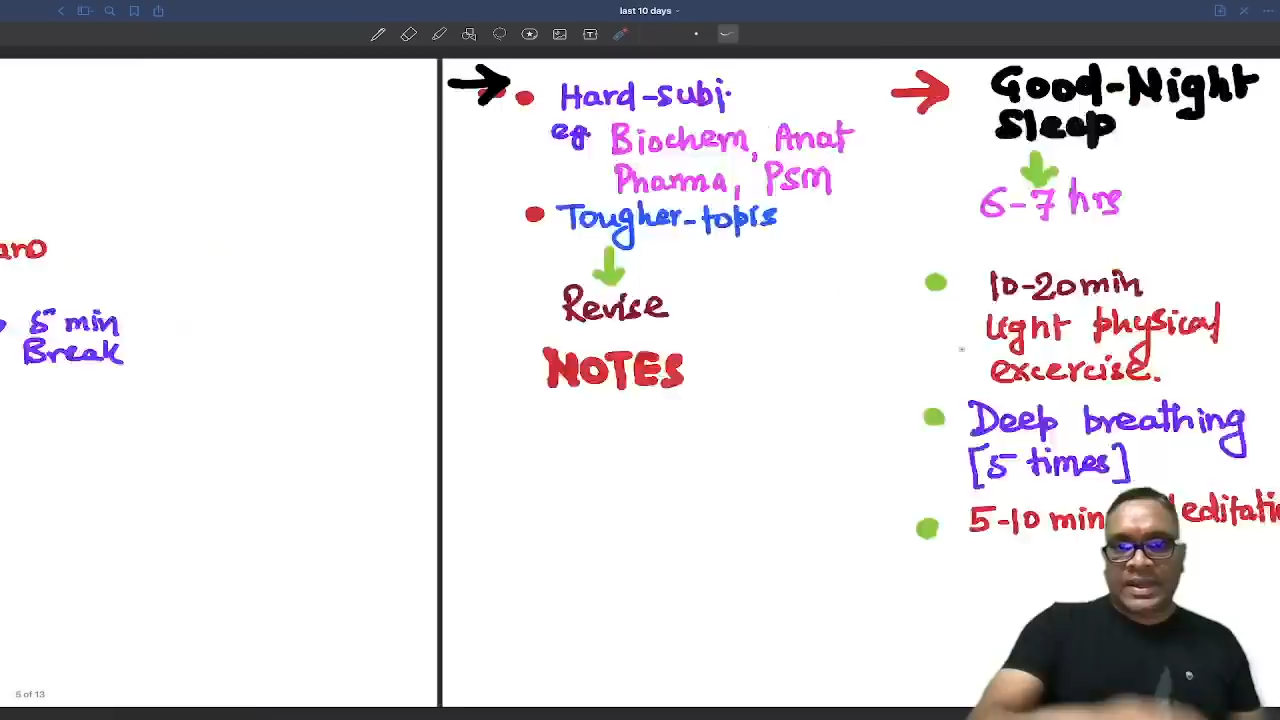 last 10 days
ano
5 min
Break
5 of 13
Hard-subj.
eg Biochem, Anat
Pharma, PSM
Tougher-topis
Revise
NOTES
Good-Night
Sleep
6-7 hrs
10-20 min
light physical
excercise.
Deep breathing
[5 times]
5-10 min